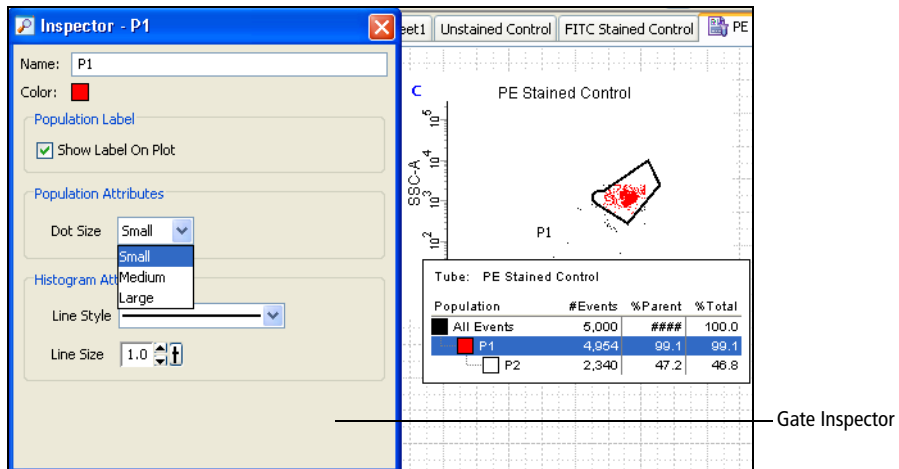 Inspector - P1
Name: P1
Color:
Population Label
Show Label On Plot
Population Attributes
Dot Size Small
Small
Medium
Large
Histogram Att
Line Style
Line Size 1.0
Unstained Control FITC Stained Control PE
C PE Stained Control
SSC-A
10^5
10^4
10^3
10^2
P1
Tube: PE Stained Control
Population #Events %Parent %Total
All Events 5,000 #### 100.0
P1 4,954 99.1 99.1
P2 2,340 47.2 46.8
Gate Inspector